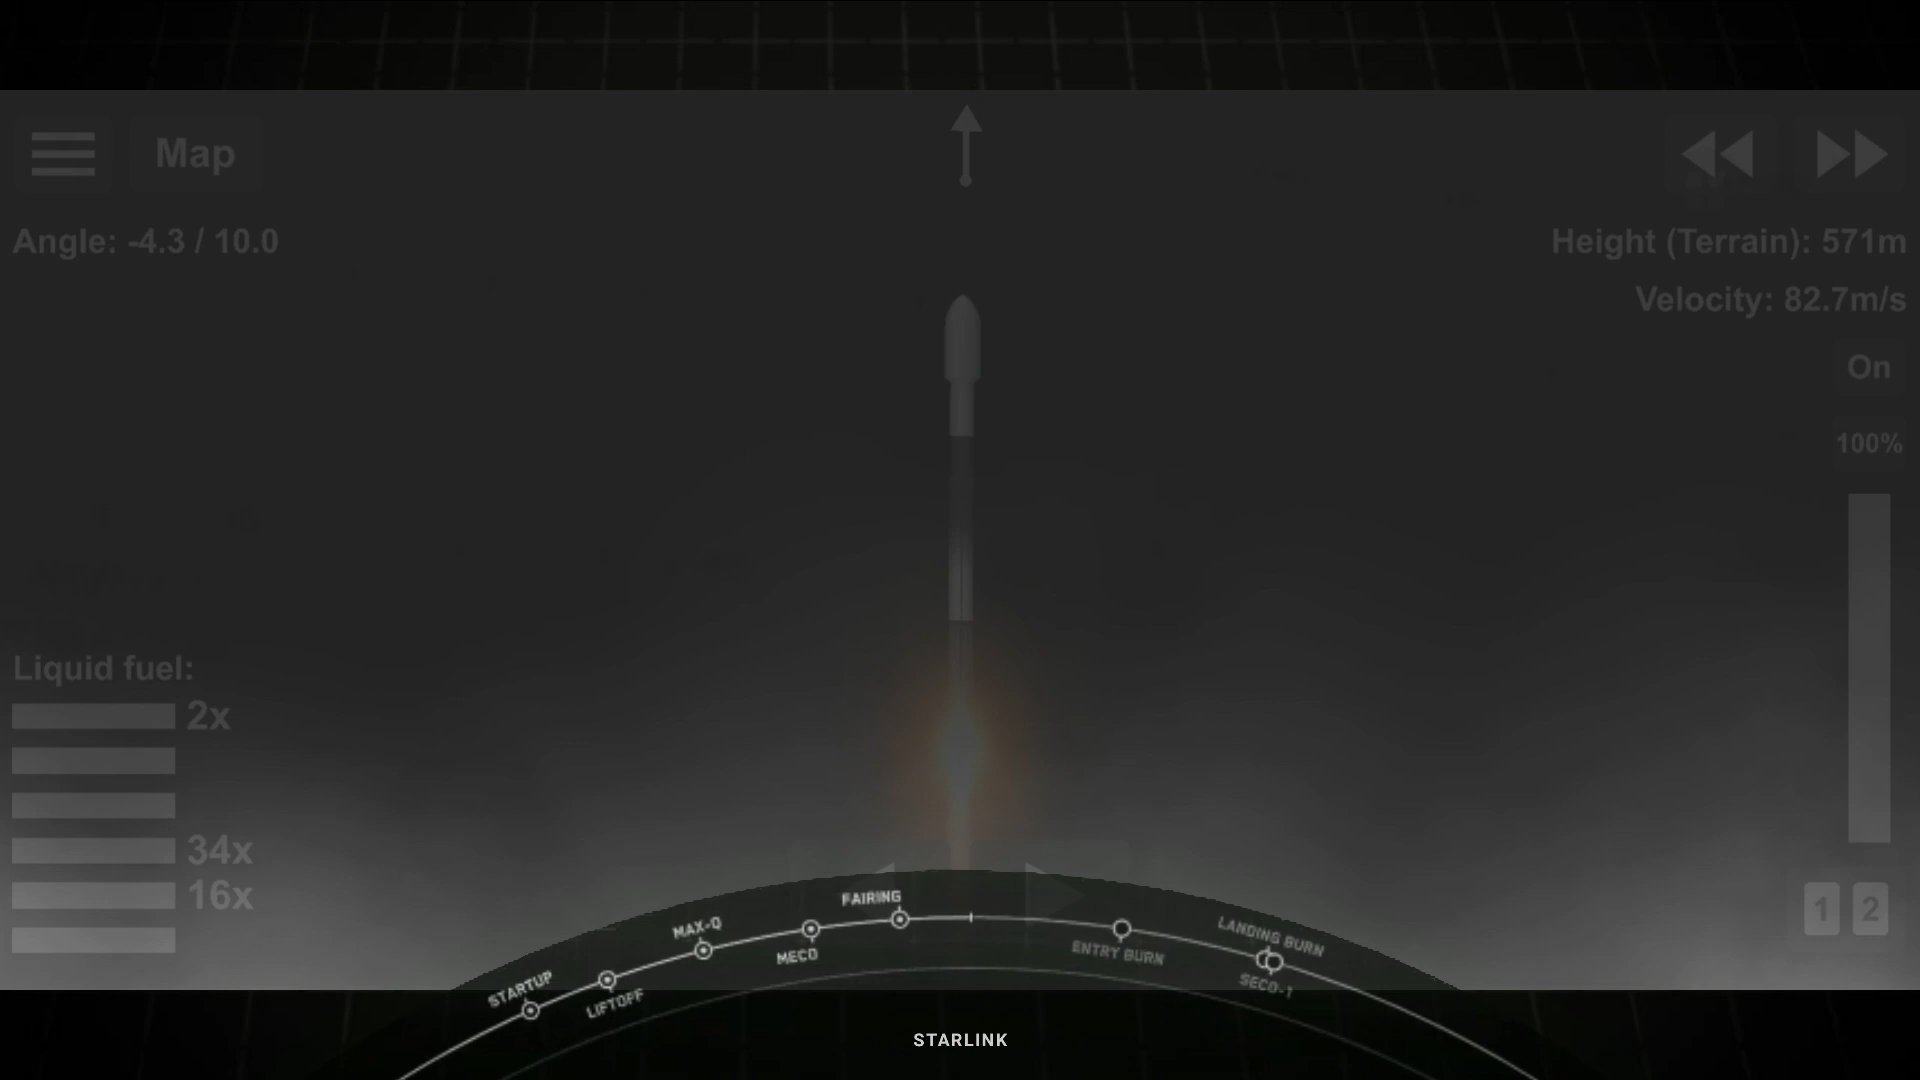 Map
Angle: -4.3 / 10.0
Height (Terrain): 571m
Velocity: 82.7m/s
On
100%
Liquid fuel:
2x
34x
16x
1 2
STARTUP
LIFTOFF
MAX-Q
MECO
FAIRING
ENTRY BURN
LANDING BURN
SECO-1
STARLINK